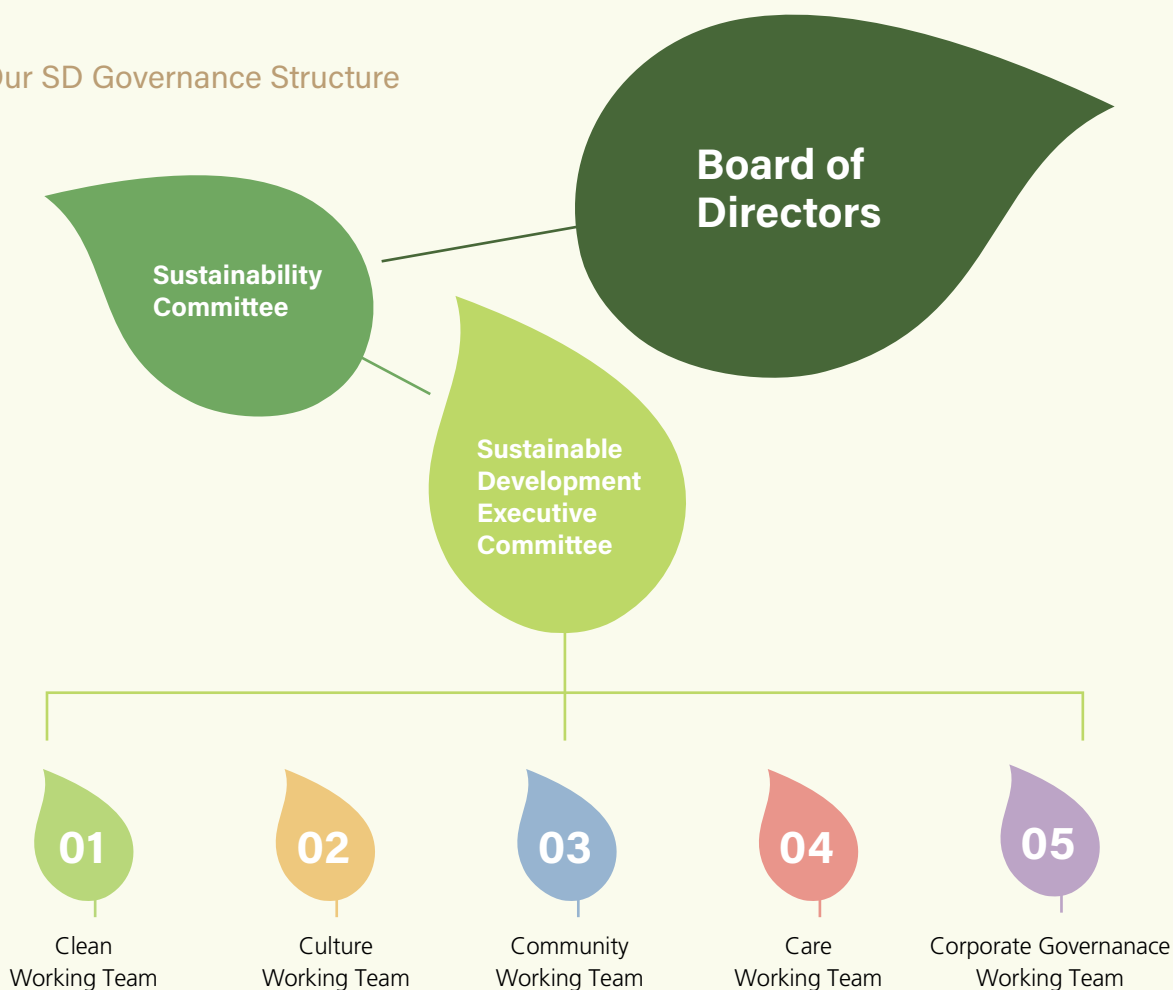 Our SD Governance Structure
Board of
Directors
Sustainability
Committee
Sustainable
Development
Executive
Committee
01
02
03
04
05
Clean
Working Team
Culture
Working Team
Community
Working Team
Care
Working Team
Corporate Governanace
Working Team